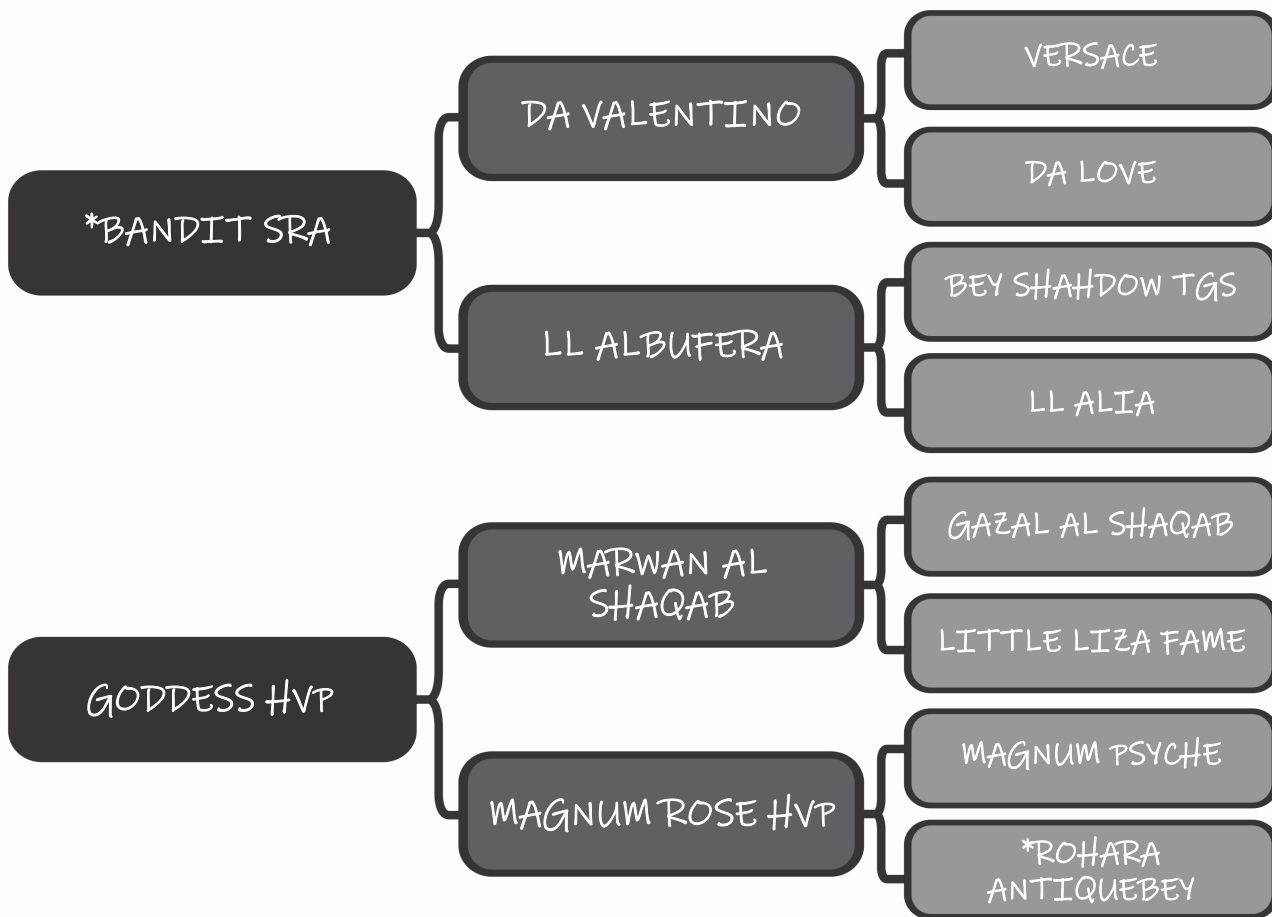 *BANDIT SRA
DA VALENTINO
VERSACE
DA LOVE
LL ALBUFERA
BEY SHAHDOW TGS
LL ALIA
GODDESS HVP
MARWAN AL
SHAQAB
GAZAL AL SHAQAB
LITTLE LIZA FAME
MAGNUM ROSE HVP
MAGNUM PSYCHE
*ROHARA
ANTIQUEBEY